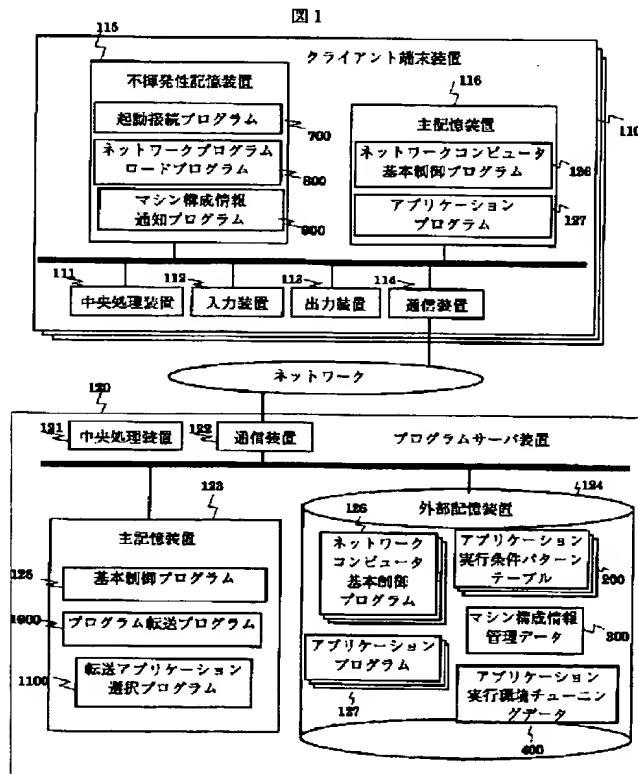 図1
115
クライアント端末装置
不揮発性記憶装置
起動接続プログラム
700
ネットワークプログラム
ロードプログラム
800
マシン構成情報
通知プログラム
900
116
主記憶装置
ネットワークコンピュータ
基本制御プログラム
126
アプリケーション
プログラム
127
110
111
中央処理装置
112
入力装置
113
出力装置
114
通信装置
ネットワーク
120
121
中央処理装置
122
通信装置
プログラムサーバ装置
123
主記憶装置
125
基本制御プログラム
1000
プログラム転送プログラム
1100
転送アプリケーション
選択プログラム
124
外部記憶装置
126
ネットワーク
コンピュータ
基本制御
プログラム
アプリケーション
実行条件パターン
テーブル
200
マシン構成情報
管理データ
300
アプリケーション
プログラム
127
アプリケーション
実行環境チューニン
グデータ
400